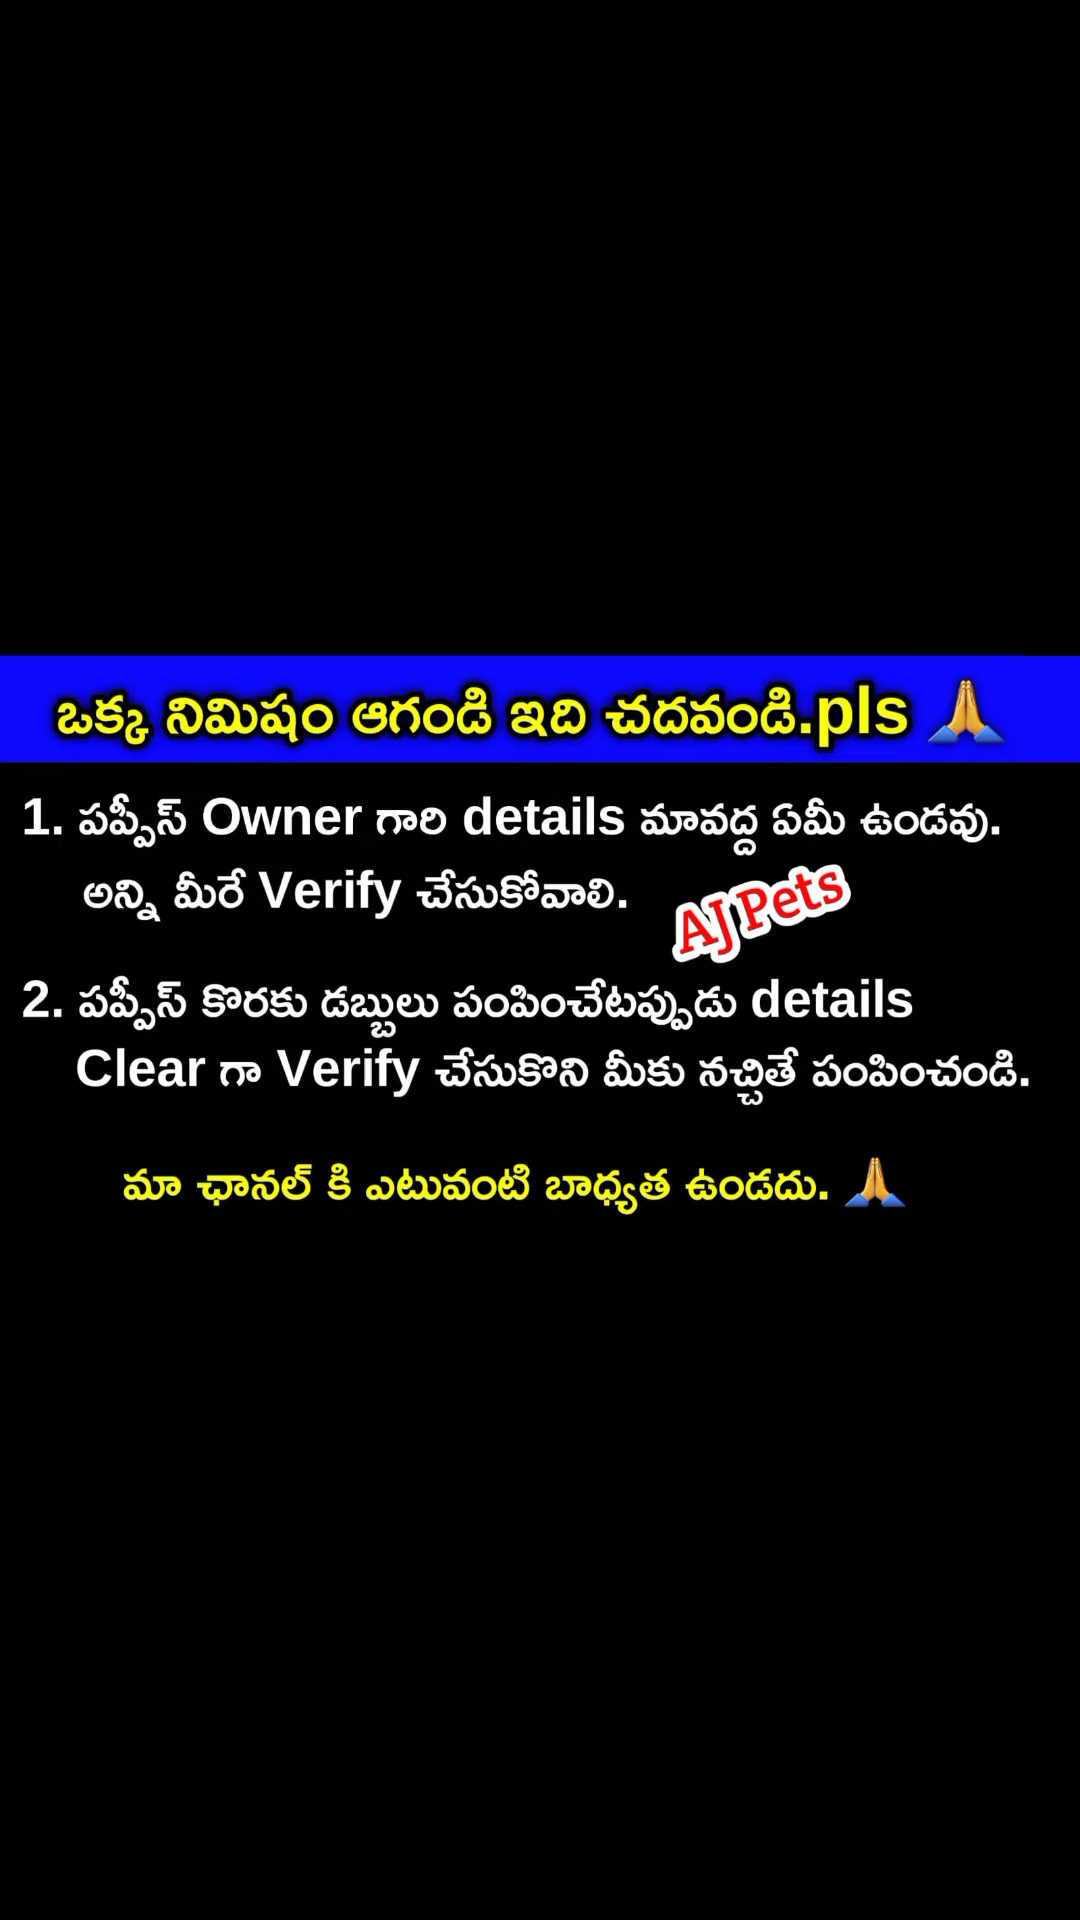 ఒక్క నిమిషం ఆగండి ఇది చదవండి.pls 🙏
1. పప్పీస్ Owner గారి details మావద్ద ఏమీ ఉండవు.
అన్ని మీరే Verify చేసుకోవాలి.
AJ Pets
2. పప్పీస్ కొరకు డబ్బులు పంపించేటప్పుడు details
Clear గా Verify చేసుకొని మీకు నచ్చితే పంపించండి.
మా ఛానల్ కి ఎటువంటి బాధ్యత ఉండదు. 🙏